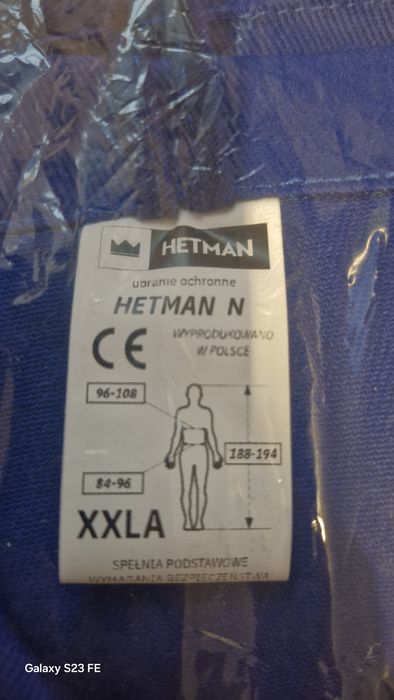 HETMAN
ubranie ochronne
HETMAN N
CE
WYPRODUKOWANO
W POLSCE
96-108
188-194
84-96
XXLA
SPEŁNIA PODSTAWOWE
WYMAGANIA BEZPIECZEŃSTWA
Galaxy S23 FE